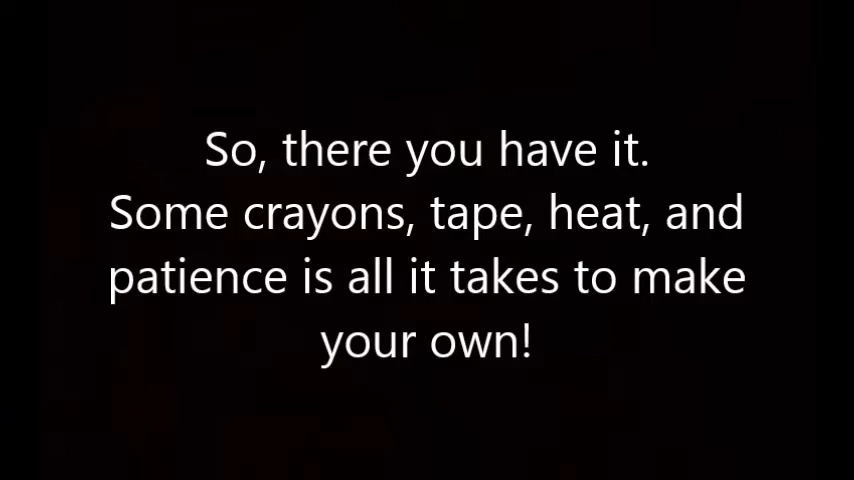 So, there you have it.
Some crayons, tape, heat, and
patience is all it takes to make
your own!